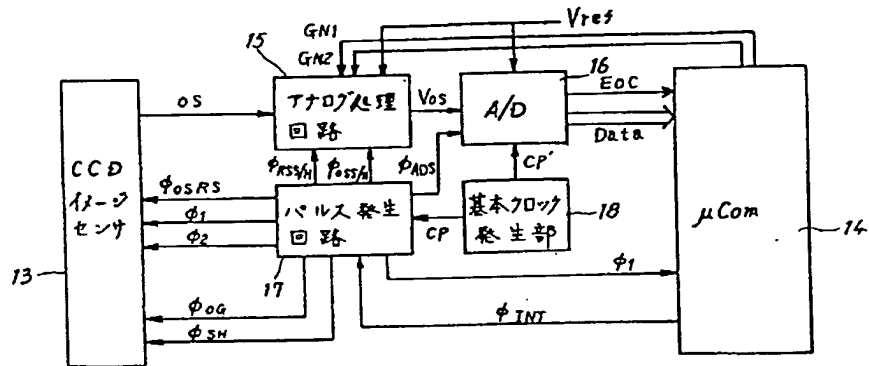 GN1
GN2
Vref
15
アナログ処理
回路
OS
VOS
16
A/D
EOC
Data
μCom
14
CCD
イメージ
センサ
13
φRSS/H
φOSS/H
φADS
CP'
φOSRS
φ1
φ2
パルス発生
回路
17
CP
基本クロック
発生部
18
φ1
φINT
φOG
φSH